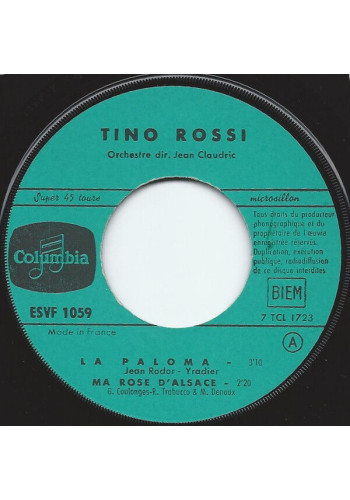 TINO ROSSI
Orchestre dir. Jean Claudric
Super 45 tours
microsillon
Tous droits du producteur
phonographique et du
propriétaire de l'œuvre
enregistrée réservés.
Duplication, exécution
publique, radiodiffusion
de ce disque interdites.
Columbia
ESVF 1059
BIEM
Made in France
7 TCL 1723
A
LA PALOMA - 3'10
Jean Rodor - Yradier
MA ROSE D'ALSACE - 2'20
G. Coulonges-E. Trabucco & M. Denoux